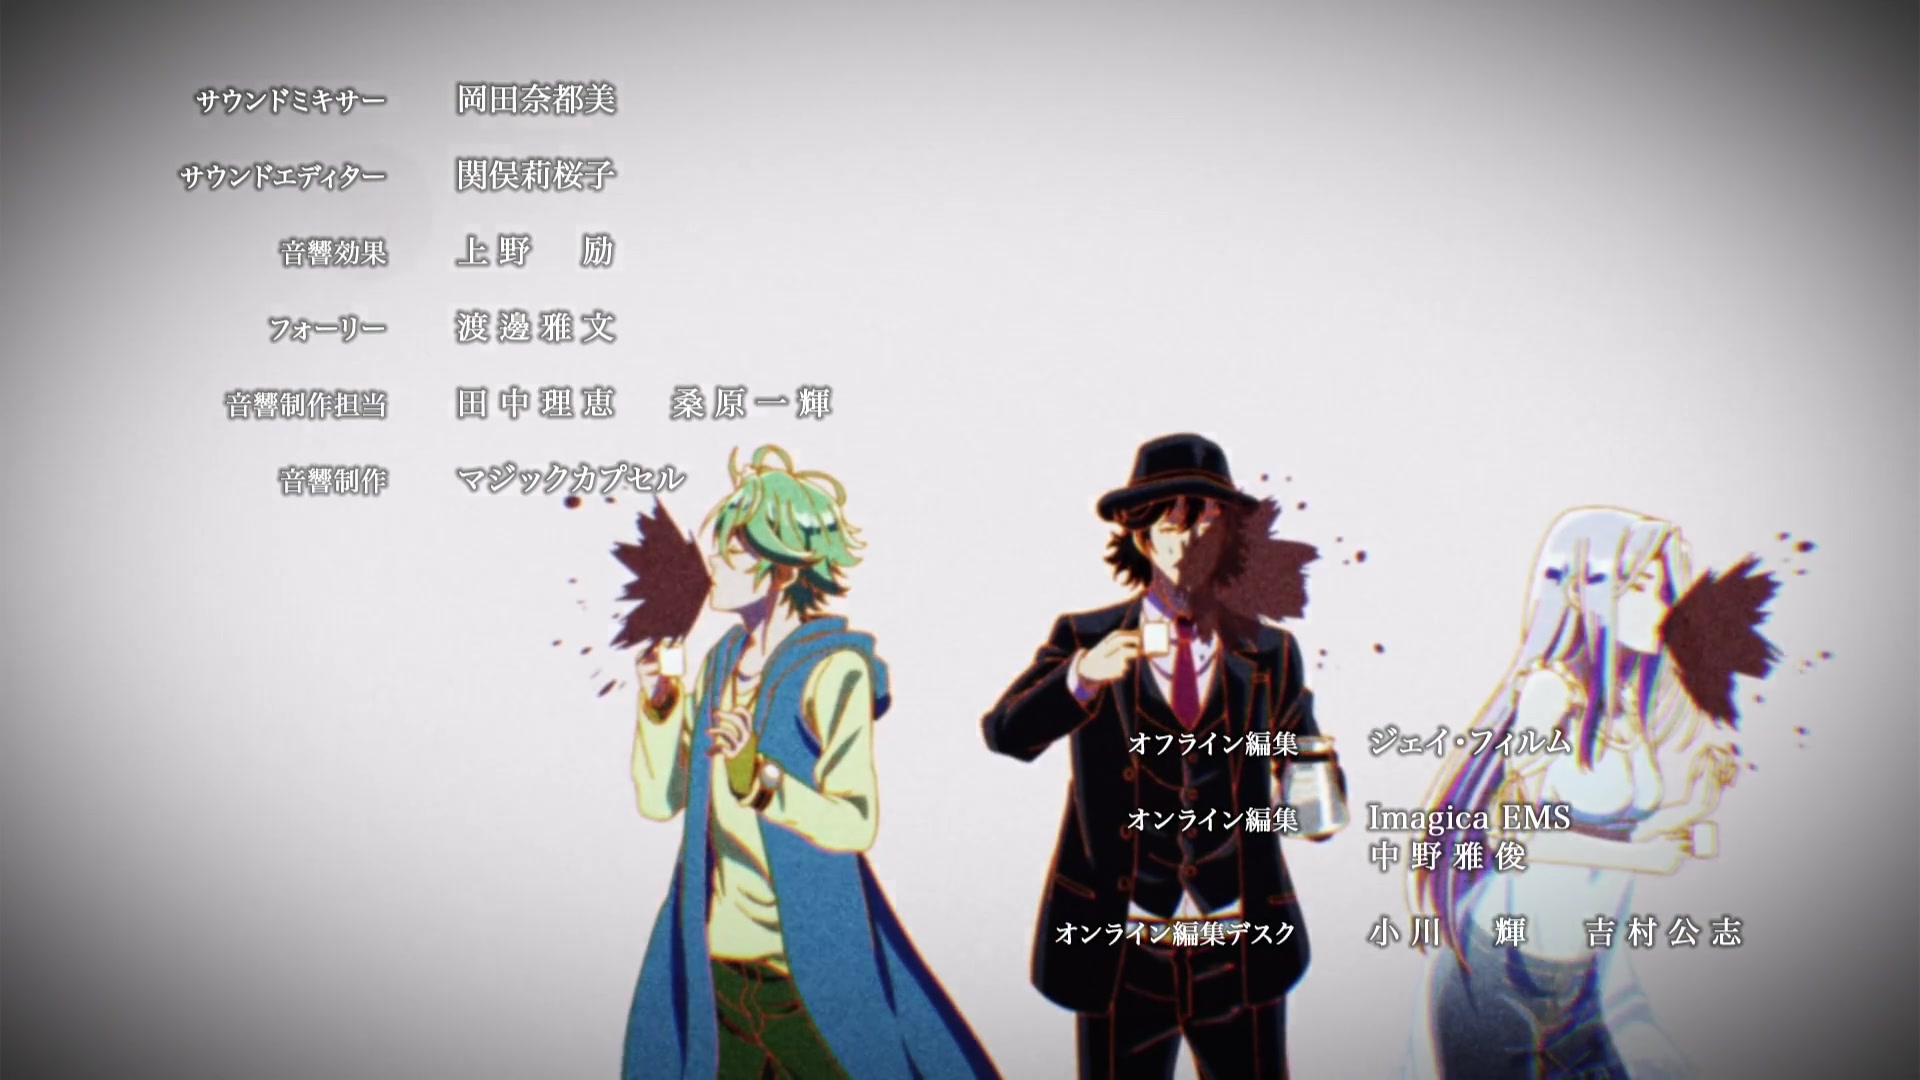 サウンドミキサー 岡田奈都美
サウンドエディター 関俣莉桜子
音響効果 上野 励
フォーリー 渡邊雅文
音響制作担当 田中理恵 桑原一輝
音響制作 マジックカプセル
オフライン編集 ジェイ・フィルム
オンライン編集 Imagica EMS
中野雅俊
オンライン編集デスク 小川 輝 吉村公志